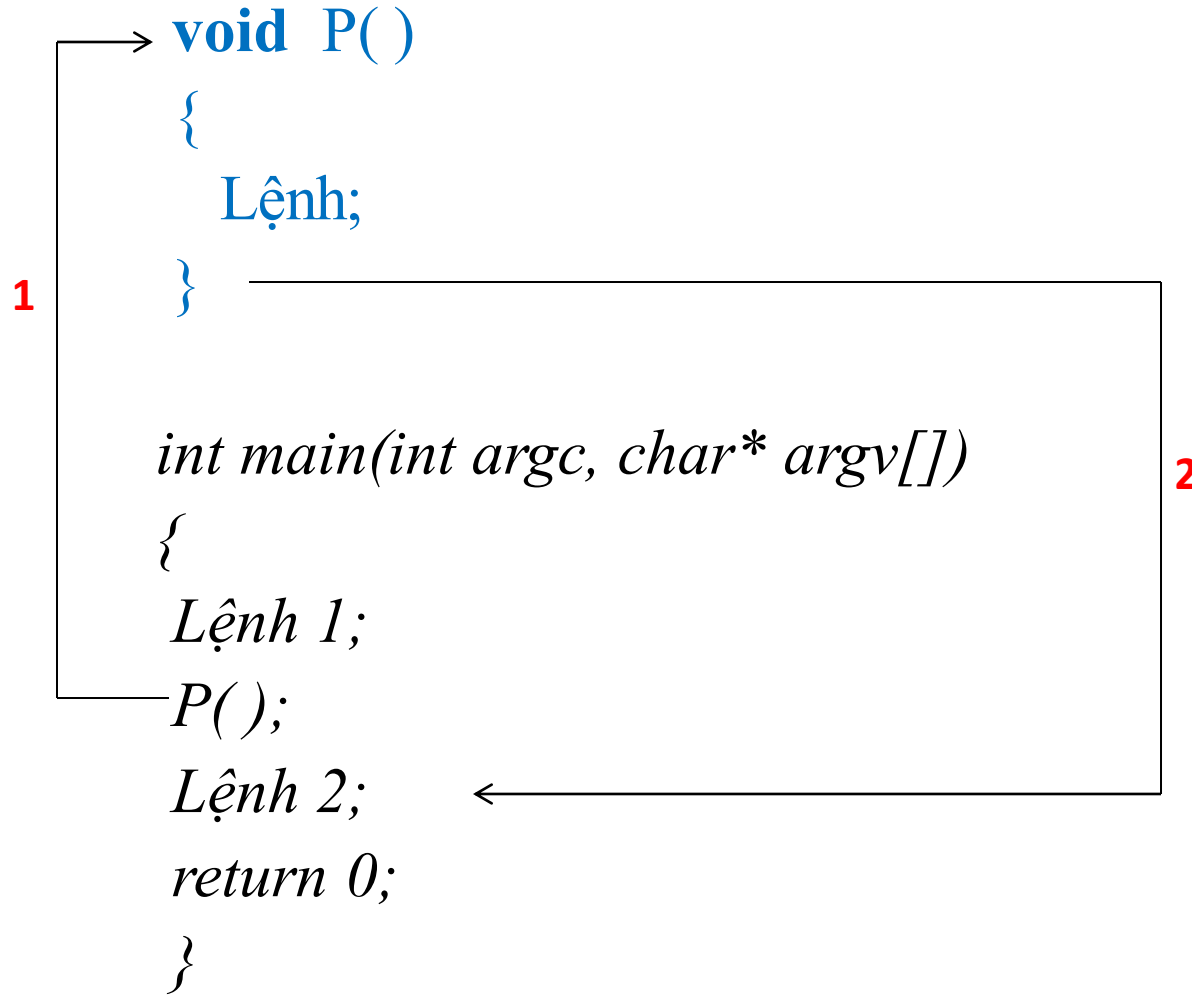 void P( )
{
Lệnh;
}
1
int main(int argc, char* argv[])
2
{
Lệnh 1;
P( );
Lệnh 2;
return 0;
}